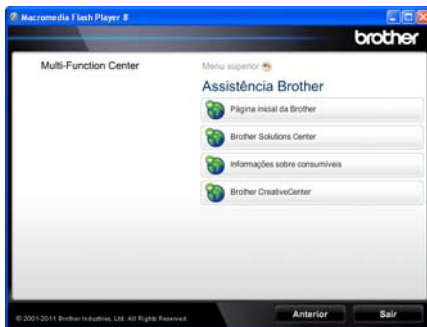 Macromedia Flash Player 8
brother
Multi-Function Center
Menu superior
Assistência Brother
Página inicial da Brother
Brother Solutions Center
Informações sobre consumíveis
Brother CreativeCenter
© 2001-2011 Brother Industries, Ltd. All Rights Reserved.
Anterior
Sair